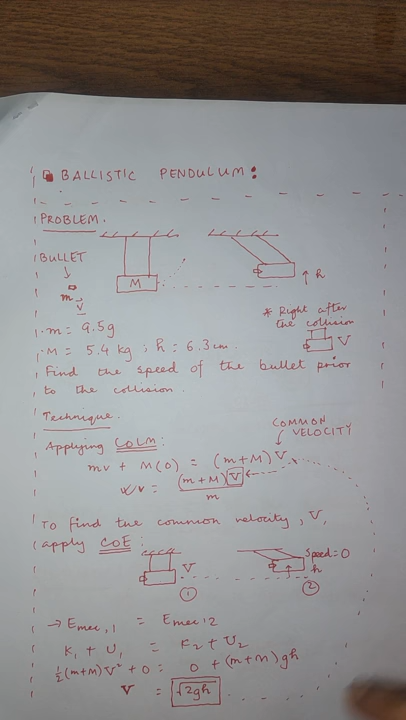 BALLISTIC PENDULUM:
PROBLEM.
BULLET
m
v
M
h
* Right after
the collision
V
m = 9.5g
M = 5.4 kg ; h = 6.3 cm.
Find the speed of the bullet prior
to the collision.
Technique.
COMMON
VELOCITY
Applying COLM:
mv + M(0) = (m+M) V
v = (m+M) V
m
To find the common velocity, V,
apply COE:
V
Speed=0
h
① ②
→ Emec,1 = Emec,2
K₁ + U₁ = K₂ + U₂
½(m+M)V² + 0 = 0 + (m+M)gh
V = √2gh